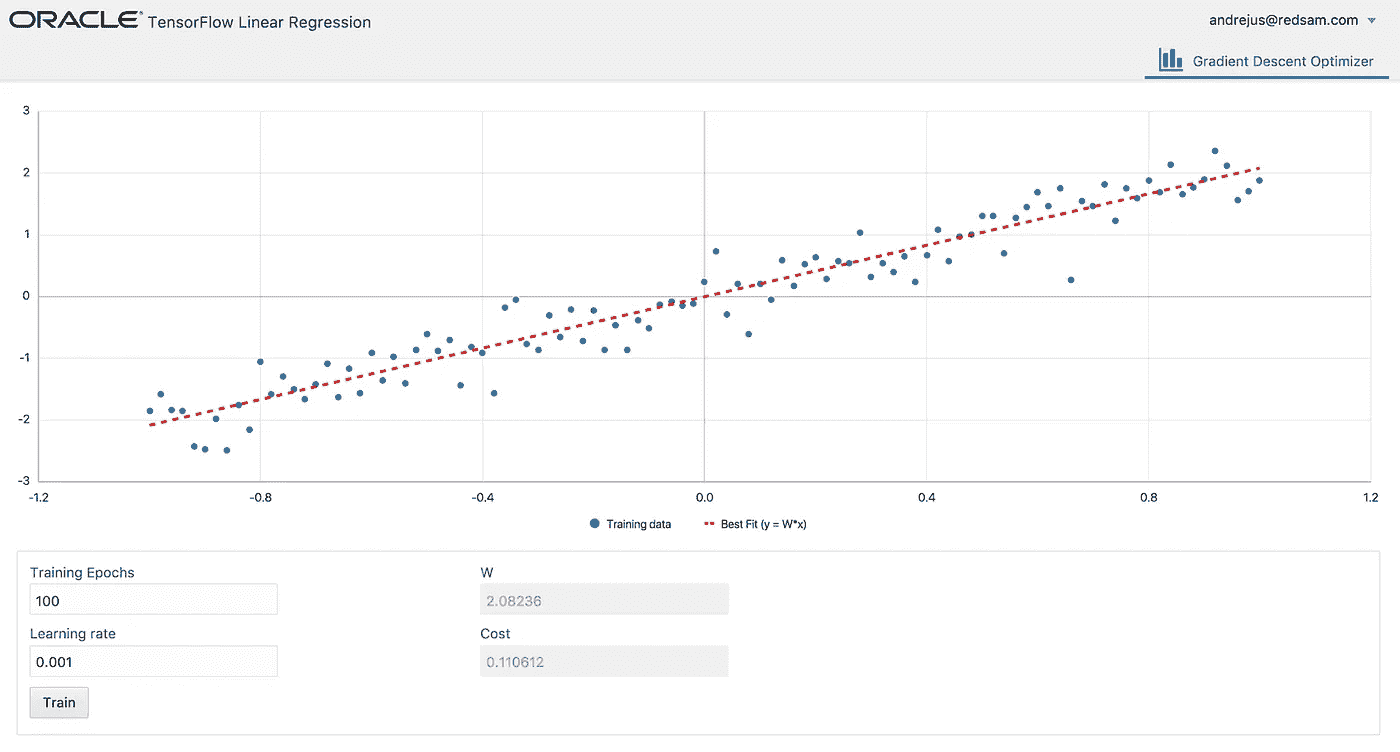 ORACLE® TensorFlow Linear Regression
andrejus@redsam.com
Gradient Descent Optimizer
3
2
1
0
-1
-2
-3
-1.2 -0.8 -0.4 0.0 0.4 0.8 1.2
Training data Best Fit (y = W*x)
Training Epochs W
100 2.08236
Learning rate Cost
0.001 0.110612
Train